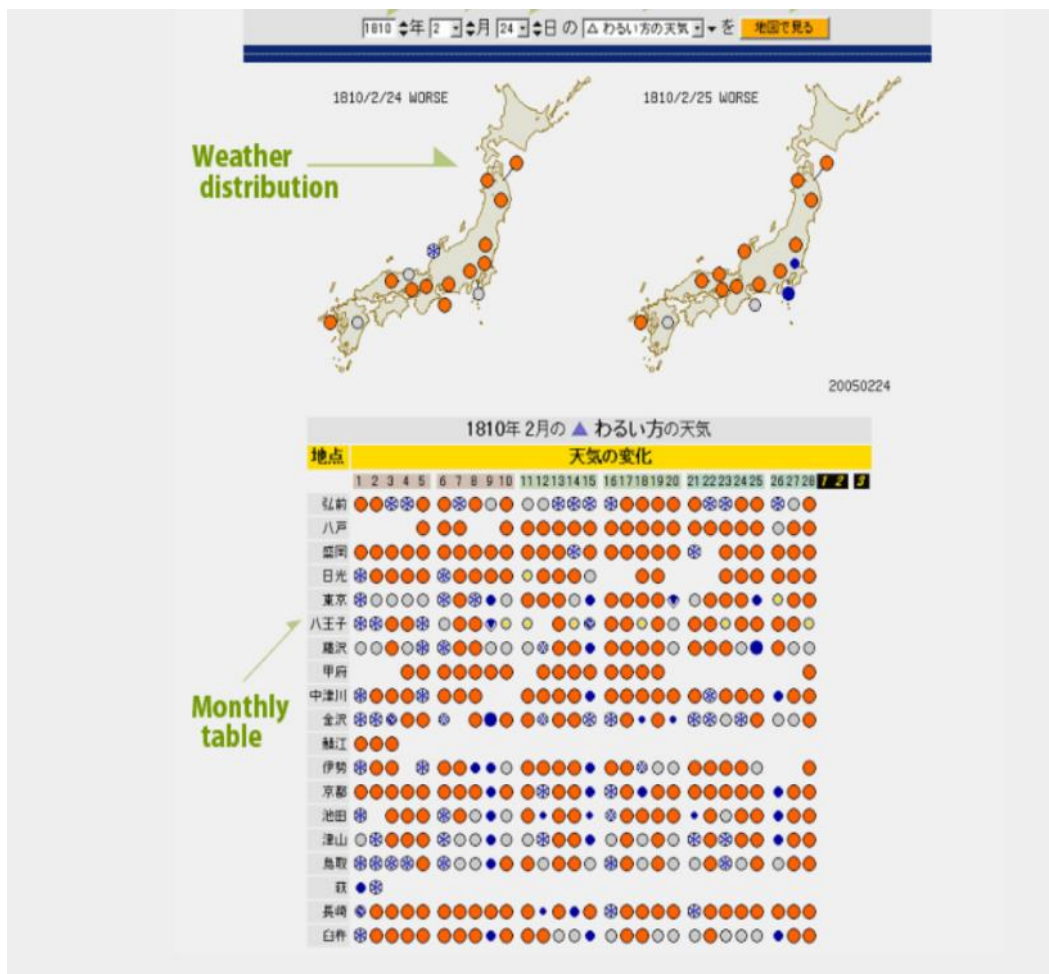 1810 年 2 月 24 日 の △ わるい方の天気 を 地図で見る
1810/2/24 WORSE
1810/2/25 WORSE
Weather
distribution
20050224
1810年 2月の ▲ わるい方の天気
地点 天気の変化
1 2 3 4 5 6 7 8 9 10 11 12 13 14 15 16 17 18 19 20 21 22 23 24 25 26 27 28 1 2 3
弘前
八戸
盛岡
日光
東京
八王子
藤沢
甲府
中津川
金沢
鯖江
伊勢
京都
池田
津山
鳥取
萩
長崎
臼杵
Monthly
table